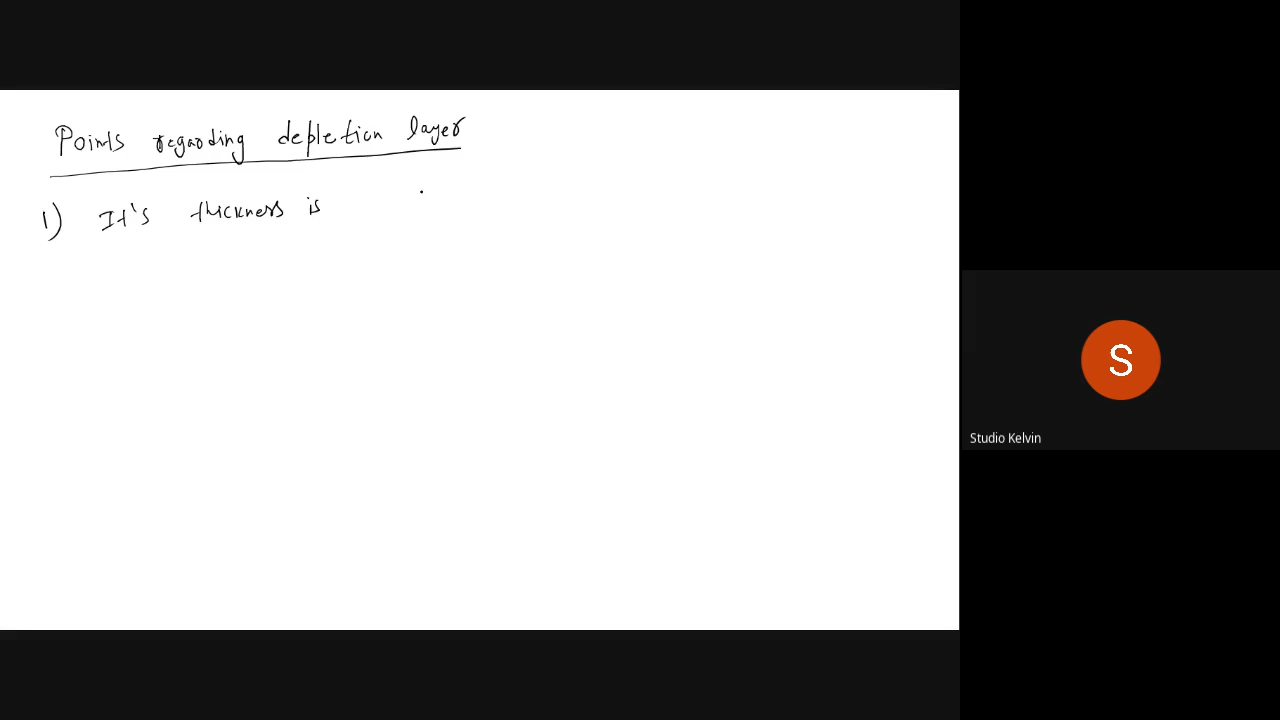 Points regarding depletion layer
1) It's thickness is
S
Studio Kelvin